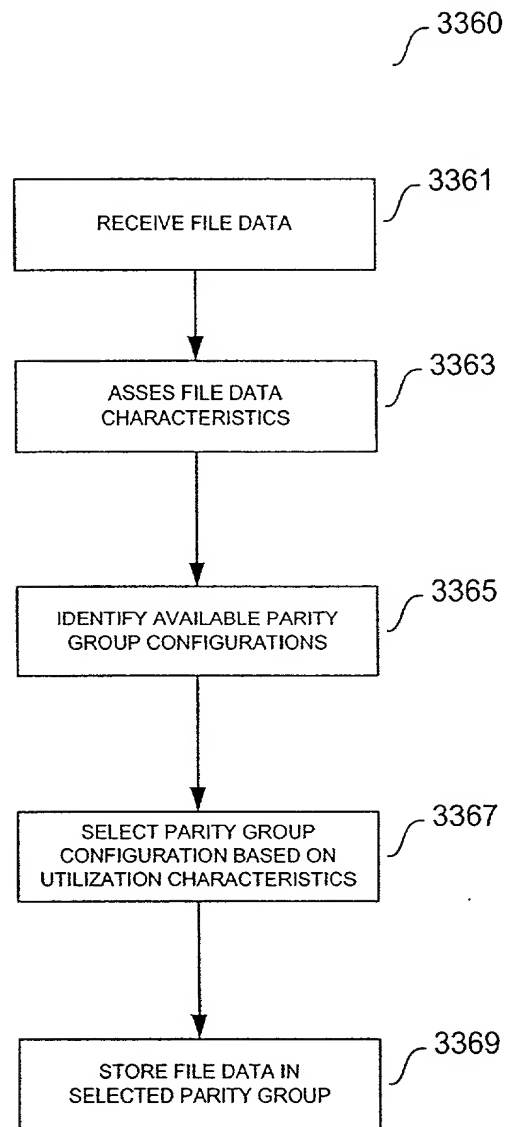 3360
3361
RECEIVE FILE DATA
3363
ASSES FILE DATA
CHARACTERISTICS
3365
IDENTIFY AVAILABLE PARITY
GROUP CONFIGURATIONS
3367
SELECT PARITY GROUP
CONFIGURATION BASED ON
UTILIZATION CHARACTERISTICS
3369
STORE FILE DATA IN
SELECTED PARITY GROUP